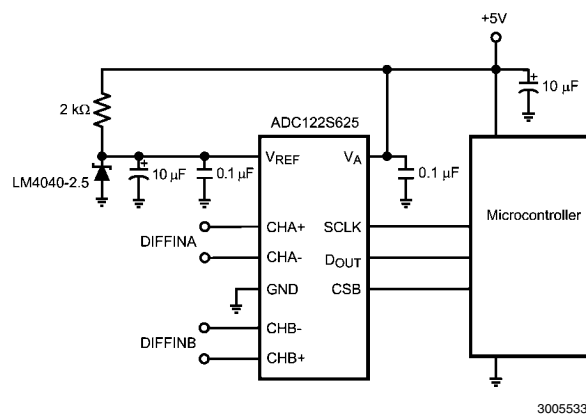 +5V
10 µF
+
2 kΩ
ADC122S625
VREF
VA
LM4040-2.5
+
10 µF
0.1 µF
0.1 µF
Microcontroller
DIFFINA
CHA+
SCLK
CHA-
DOUT
GND
CSB
DIFFINB
CHB-
CHB+
3005533